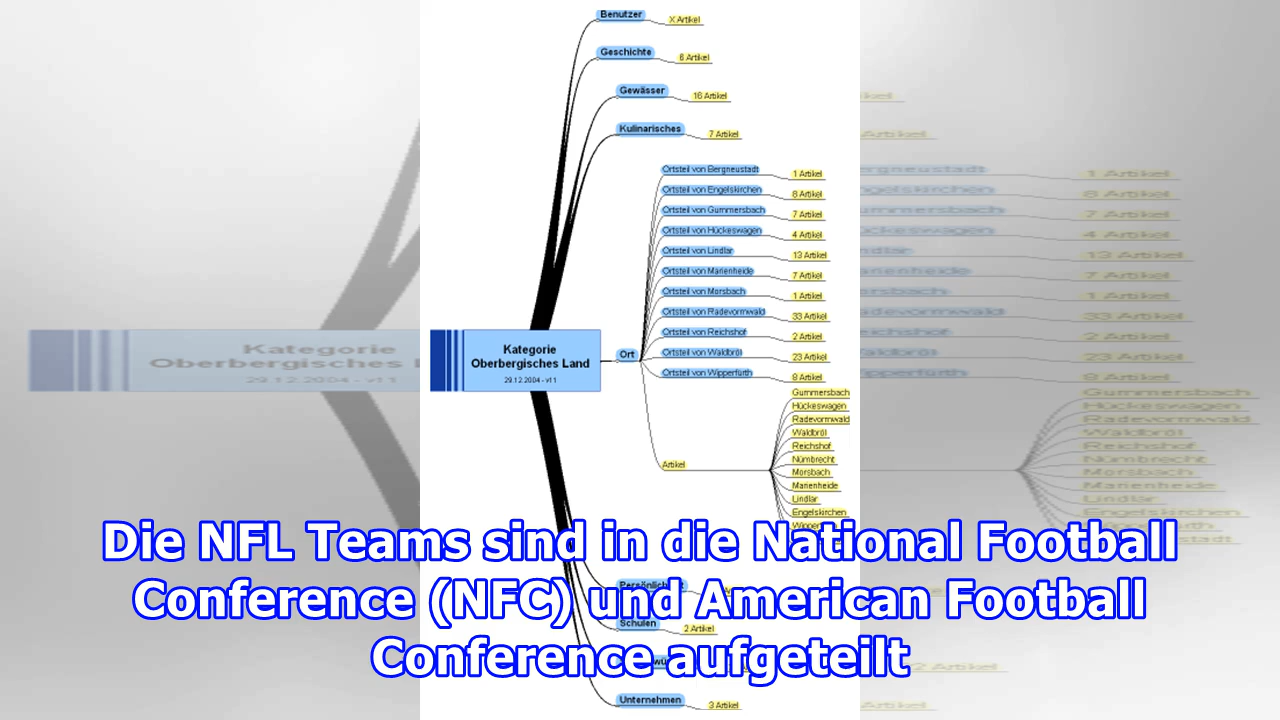 Benutzer
X Artikel
Geschichte
6 Artikel
Gewässer
16 Artikel
Kulinarisches
7 Artikel
Ortsteil von Bergneustadt
1 Artikel
Ortsteil von Engelskirchen
8 Artikel
Ortsteil von Gummersbach
7 Artikel
Ortsteil von Hückeswagen
4 Artikel
Ortsteil von Lindlar
13 Artikel
Ortsteil von Marienheide
7 Artikel
Ortsteil von Morsbach
1 Artikel
Ortsteil von Radevormwald
33 Artikel
Ortsteil von Reichshof
2 Artikel
Ortsteil von Waldbröl
23 Artikel
Ortsteil von Wipperfürth
8 Artikel
Kategorie
Oberbergisches Land
29.12.2004 - v11
Ort
Artikel
Gummersbach
Hückeswagen
Radevormwald
Waldbröl
Reichshof
Nümbrecht
Morsbach
Marienheide
Lindlar
Engelskirchen
Die NFL Teams sind in die National Football
Conference (NFC) und American Football
Conference aufgeteilt
Schulen
2 Artikel
Unternehmen
3 Artikel